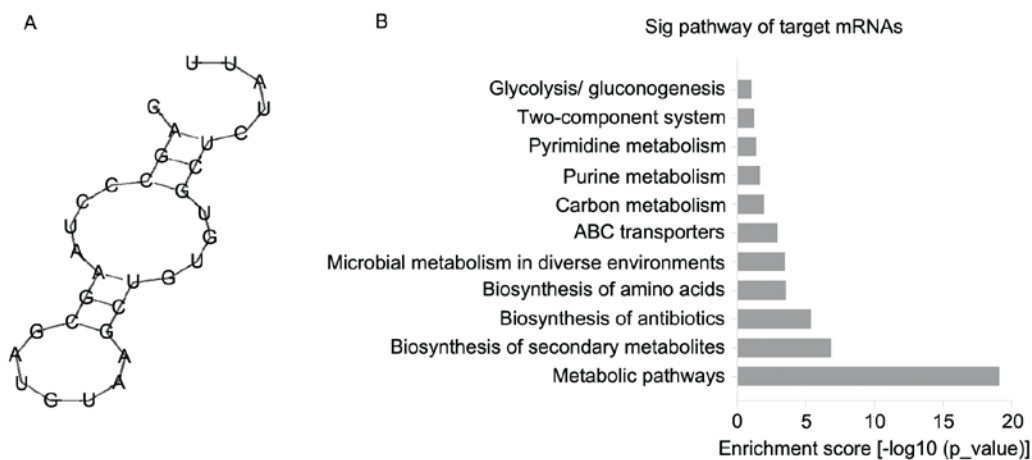 A
G A G C C C U A A G C G A U G U A A G C U G U G U G C U C U A U U
B
Sig pathway of target mRNAs
Glycolysis/ gluconogenesis
Two-component system
Pyrimidine metabolism
Purine metabolism
Carbon metabolism
ABC transporters
Microbial metabolism in diverse environments
Biosynthesis of amino acids
Biosynthesis of antibiotics
Biosynthesis of secondary metabolites
Metabolic pathways
0 5 10 15 20
Enrichment score [-log10 (p_value)]